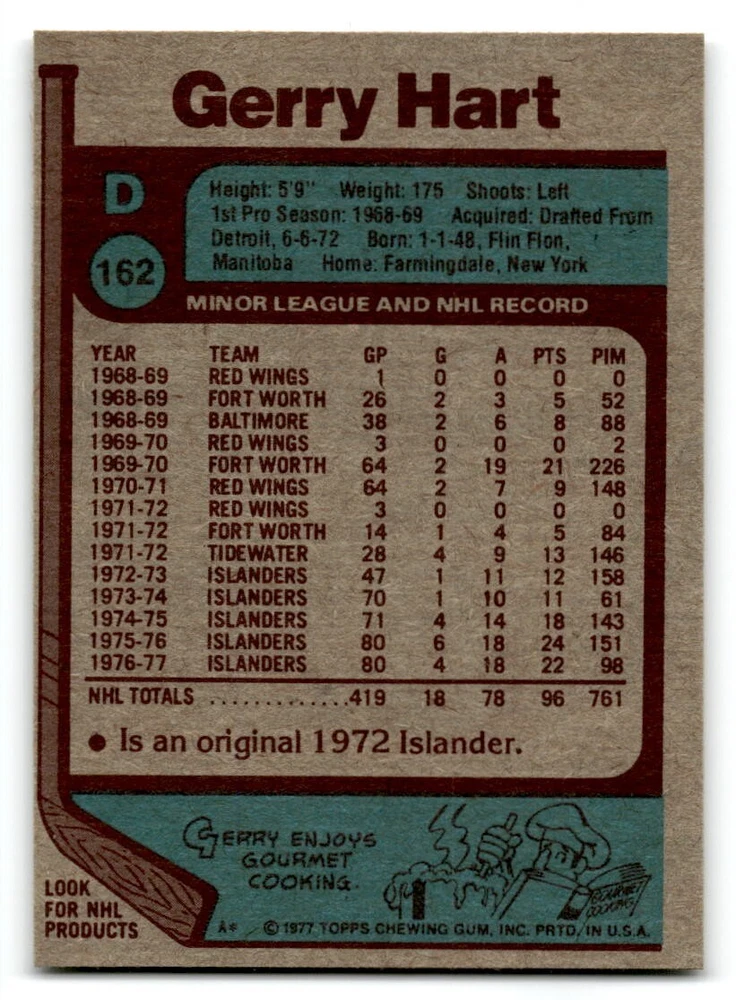 Gerry Hart
D
162
Height: 5'9" Weight: 175 Shoots: Left
1st Pro Season: 1968-69 Acquired: Drafted From
Detroit, 6-6-72 Born: 1-1-48, Flin Flon,
Manitoba Home: Farmingdale, New York
MINOR LEAGUE AND NHL RECORD
YEAR TEAM GP G A PTS PIM
1968-69 RED WINGS 1 0 0 0 0
1968-69 FORT WORTH 26 2 3 5 52
1968-69 BALTIMORE 38 2 6 8 88
1969-70 RED WINGS 3 0 0 0 2
1969-70 FORT WORTH 64 2 19 21 226
1970-71 RED WINGS 64 2 7 9 148
1971-72 RED WINGS 3 0 0 0 0
1971-72 FORT WORTH 14 1 4 5 84
1971-72 TIDEWATER 28 4 9 13 146
1972-73 ISLANDERS 47 1 11 12 158
1973-74 ISLANDERS 70 1 10 11 61
1974-75 ISLANDERS 71 4 14 18 143
1975-76 ISLANDERS 80 6 18 24 151
1976-77 ISLANDERS 80 4 18 22 98
NHL TOTALS .............419 18 78 96 761
● Is an original 1972 Islander.
GERRY ENJOYS
GOURMET
COOKING.
GOURMET
COOKING
LOOK
FOR NHL
PRODUCTS
A* © 1977 TOPPS CHEWING GUM, INC. PRTD. IN U.S.A.